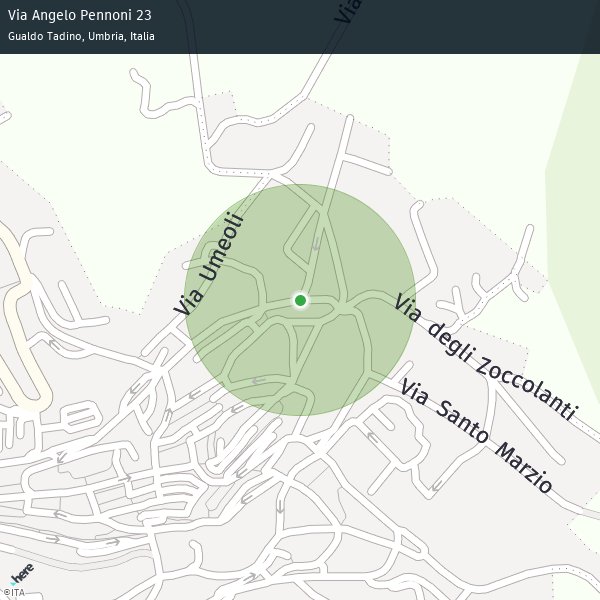 Via Angelo Pennoni 23
Gualdo Tadino, Umbria, Italia
Via
Via Umeoli
Via degli Zoccolanti
Via Santo Marzio
here
©ITA